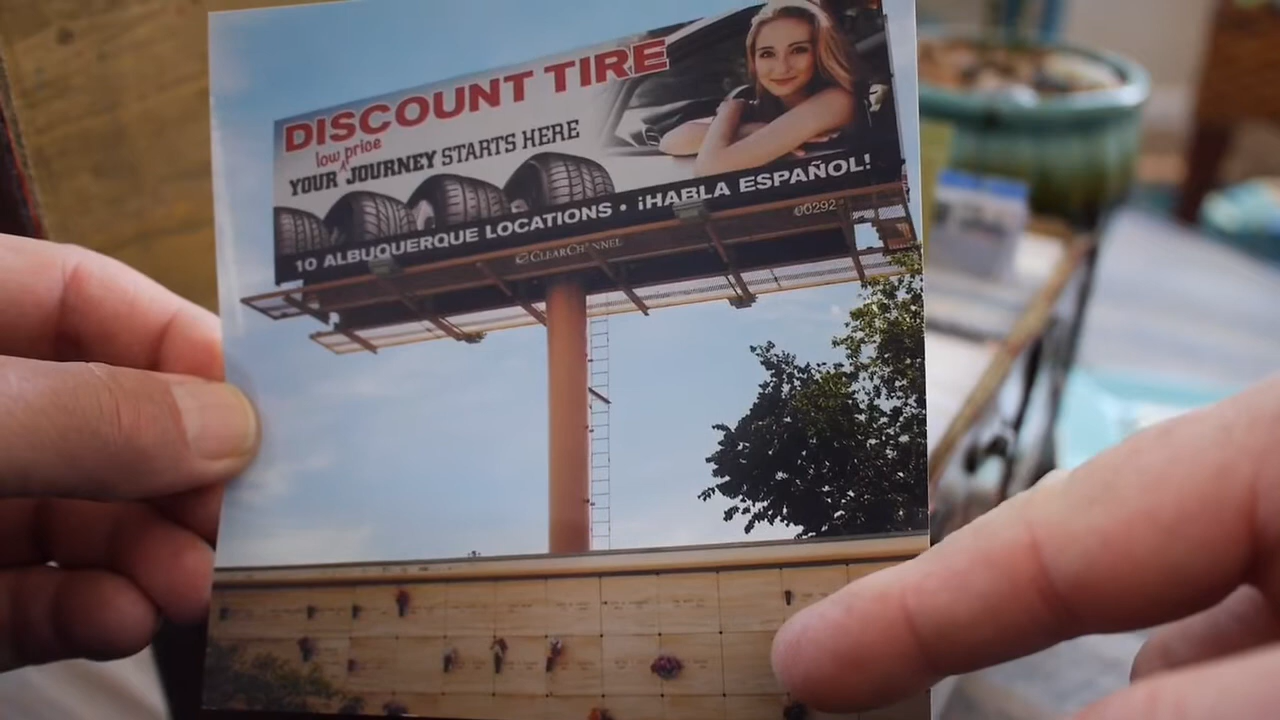 DISCOUNT TIRE
low price
YOUR ^ JOURNEY STARTS HERE
10 ALBUQUERQUE LOCATIONS • ¡HABLA ESPAÑOL!
00292
CLEARCHANNEL